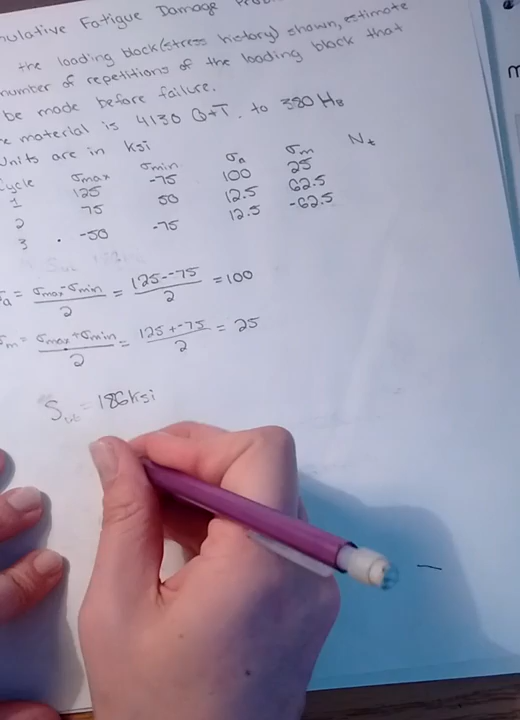 Cumulative Fatigue Damage
the loading block (stress history) shown, estimate
number of repetitions of the loading block that
be made before failure.
material is 4130 Q+T. to 380 HB
Units are in ksi
Cycle σmax σmin σa σm Nf
1 125 -75 100 25
2 75 50 12.5 62.5
3 -50 -75 12.5 -62.5
σa = σmax-σmin / 2 = 125--75 / 2 = 100
σm = σmax+σmin / 2 = 125+-75 / 2 = 25
= 186 ksi